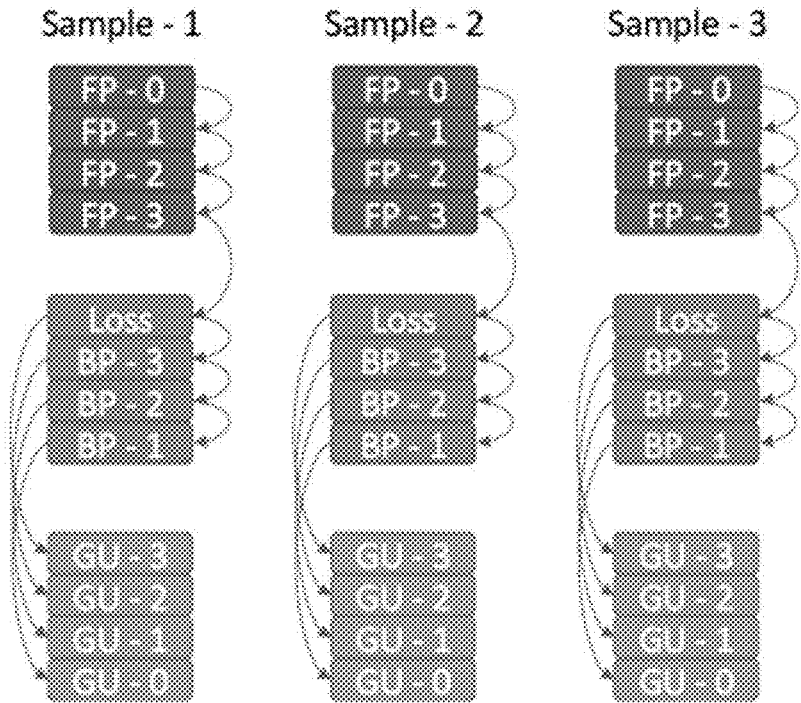 Sample - 1 Sample - 2 Sample - 3
FP - 0 FP - 0 FP - 0
FP - 1 FP - 1 FP - 1
FP - 2 FP - 2 FP - 2
FP - 3 FP - 3 FP - 3
Loss Loss Loss
BP - 3 BP - 3 BP - 3
BP - 2 BP - 2 BP - 2
BP - 1 BP - 1 BP - 1
GU - 3 GU - 3 GU - 3
GU - 2 GU - 2 GU - 2
GU - 1 GU - 1 GU - 1
GU - 0 GU - 0 GU - 0